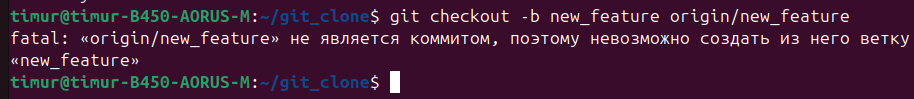 timur@timur-B450-AORUS-M:~/git_clone$ git checkout -b new_feature origin/new_feature
fatal: «origin/new_feature» не является коммитом, поэтому невозможно создать из него ветку
«new_feature»
timur@timur-B450-AORUS-M:~/git_clone$